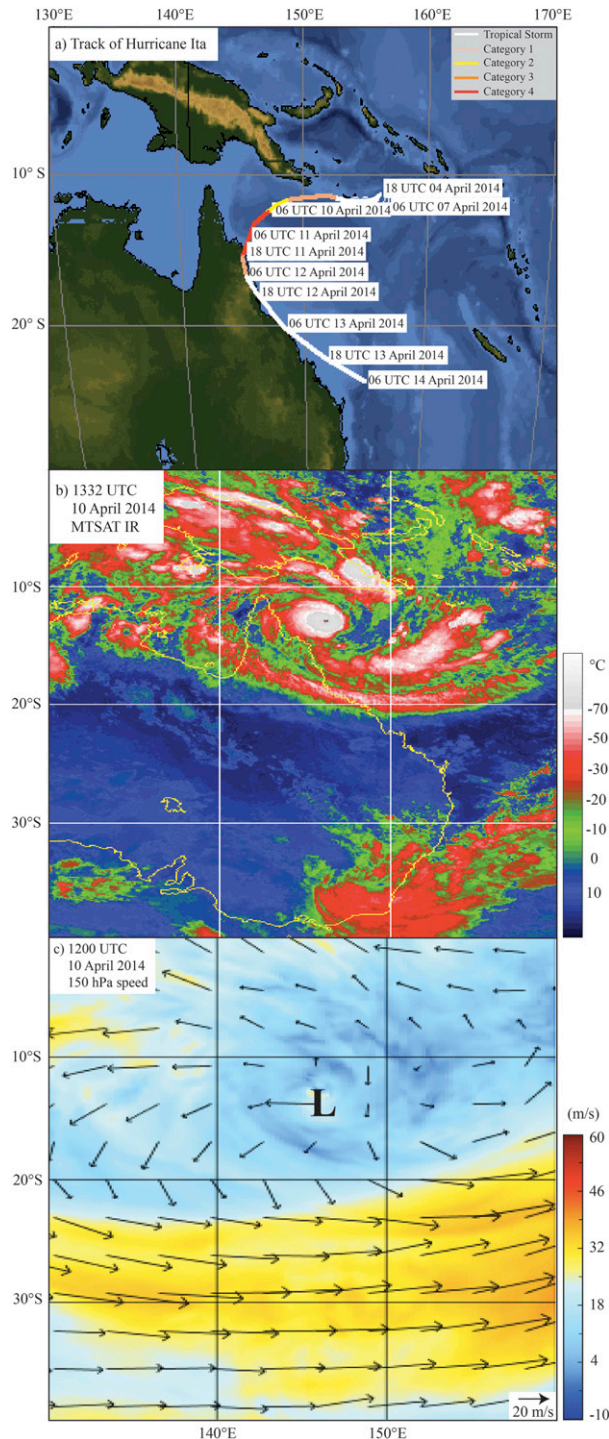 130°E 140°E 150°E 160°E 170°E
a) Track of Hurricane Ita
Tropical Storm
Category 1
Category 2
Category 3
Category 4
10° S
18 UTC 04 April 2014
06 UTC 10 April 2014
06 UTC 07 April 2014
06 UTC 11 April 2014
18 UTC 11 April 2014
06 UTC 12 April 2014
18 UTC 12 April 2014
20° S
06 UTC 13 April 2014
18 UTC 13 April 2014
06 UTC 14 April 2014
b) 1332 UTC
10 April 2014
MTSAT IR
10°S
20°S
30°S
°C
-70
-50
-30
-10
0
10
c) 1200 UTC
10 April 2014
150 hPa speed
10°S
L
20°S
30°S
(m/s)
60
46
32
18
4
-10
20 m/s
140°E 150°E